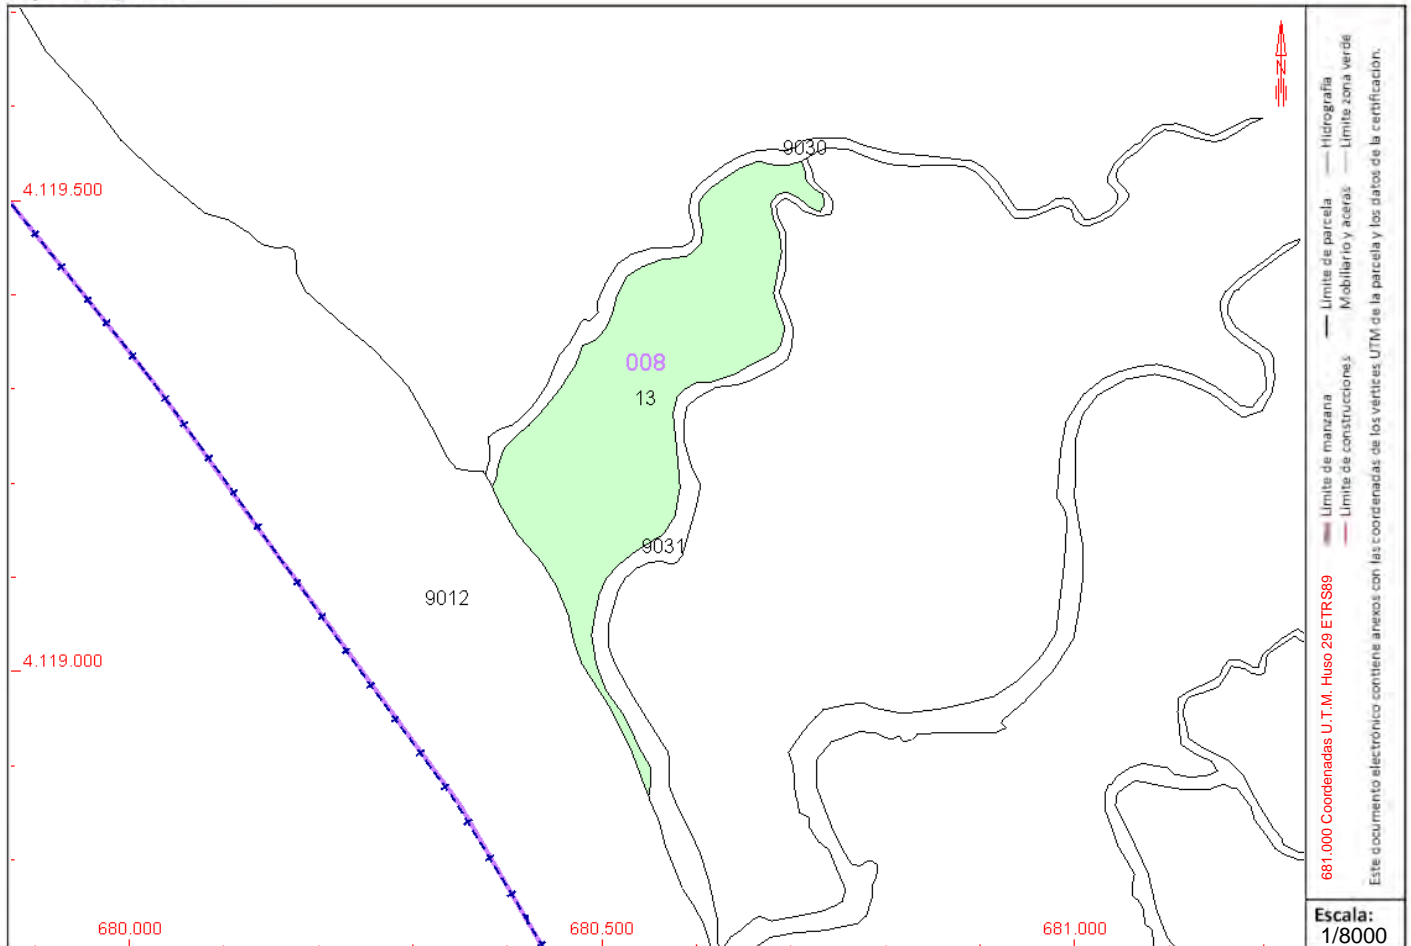 9030
4.119.500
008
13
9031
9012
4.119.000
680.000
680.500
681.000
N
681.000 Coordenadas U.T.M. Huso 29 ETRS89
Límite de manzana
Límite de parcela
Hidrografía
Límite de construcciones
Mobiliario y aceras
Límite zona verde
Este documento electrónico contiene anexos con las coordenadas de los vértices UTM de la parcela y los datos de la certificación.
Escala:
1/8000